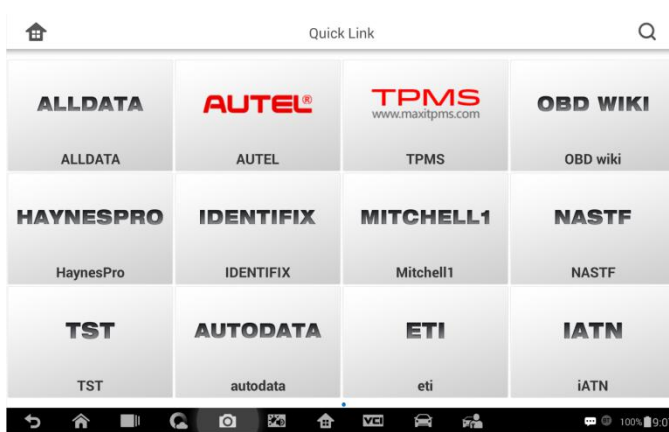 Quick Link
ALLDATA
AUTEL®
TPMS
www.maxitpms.com
OBD WIKI
ALLDATA
AUTEL
TPMS
OBD wiki
HAYNESPRO
IDENTIFIX
MITCHELL1
NASTF
HaynesPro
IDENTIFIX
Mitchell1
NASTF
TST
AUTODATA
ETI
IATN
TST
autodata
eti
iATN
VCI
100%